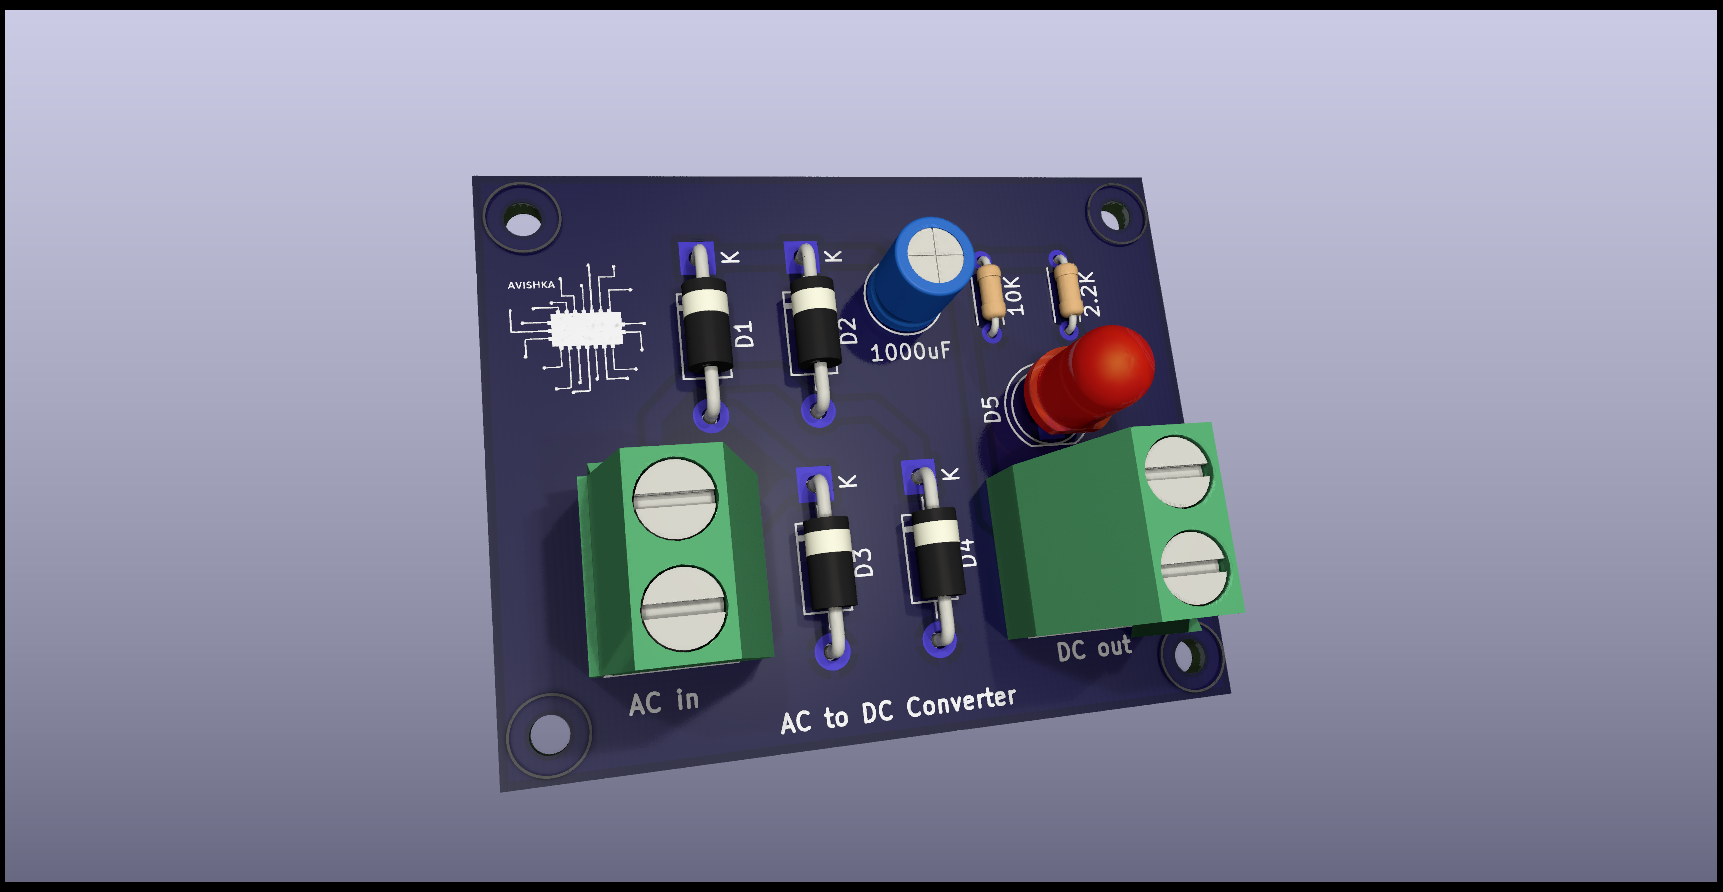 AVISHKA
K
K
D1
D2
1000uF
10K
2.2K
D5
K
K
D3
D4
AC in
DC out
AC to DC Converter